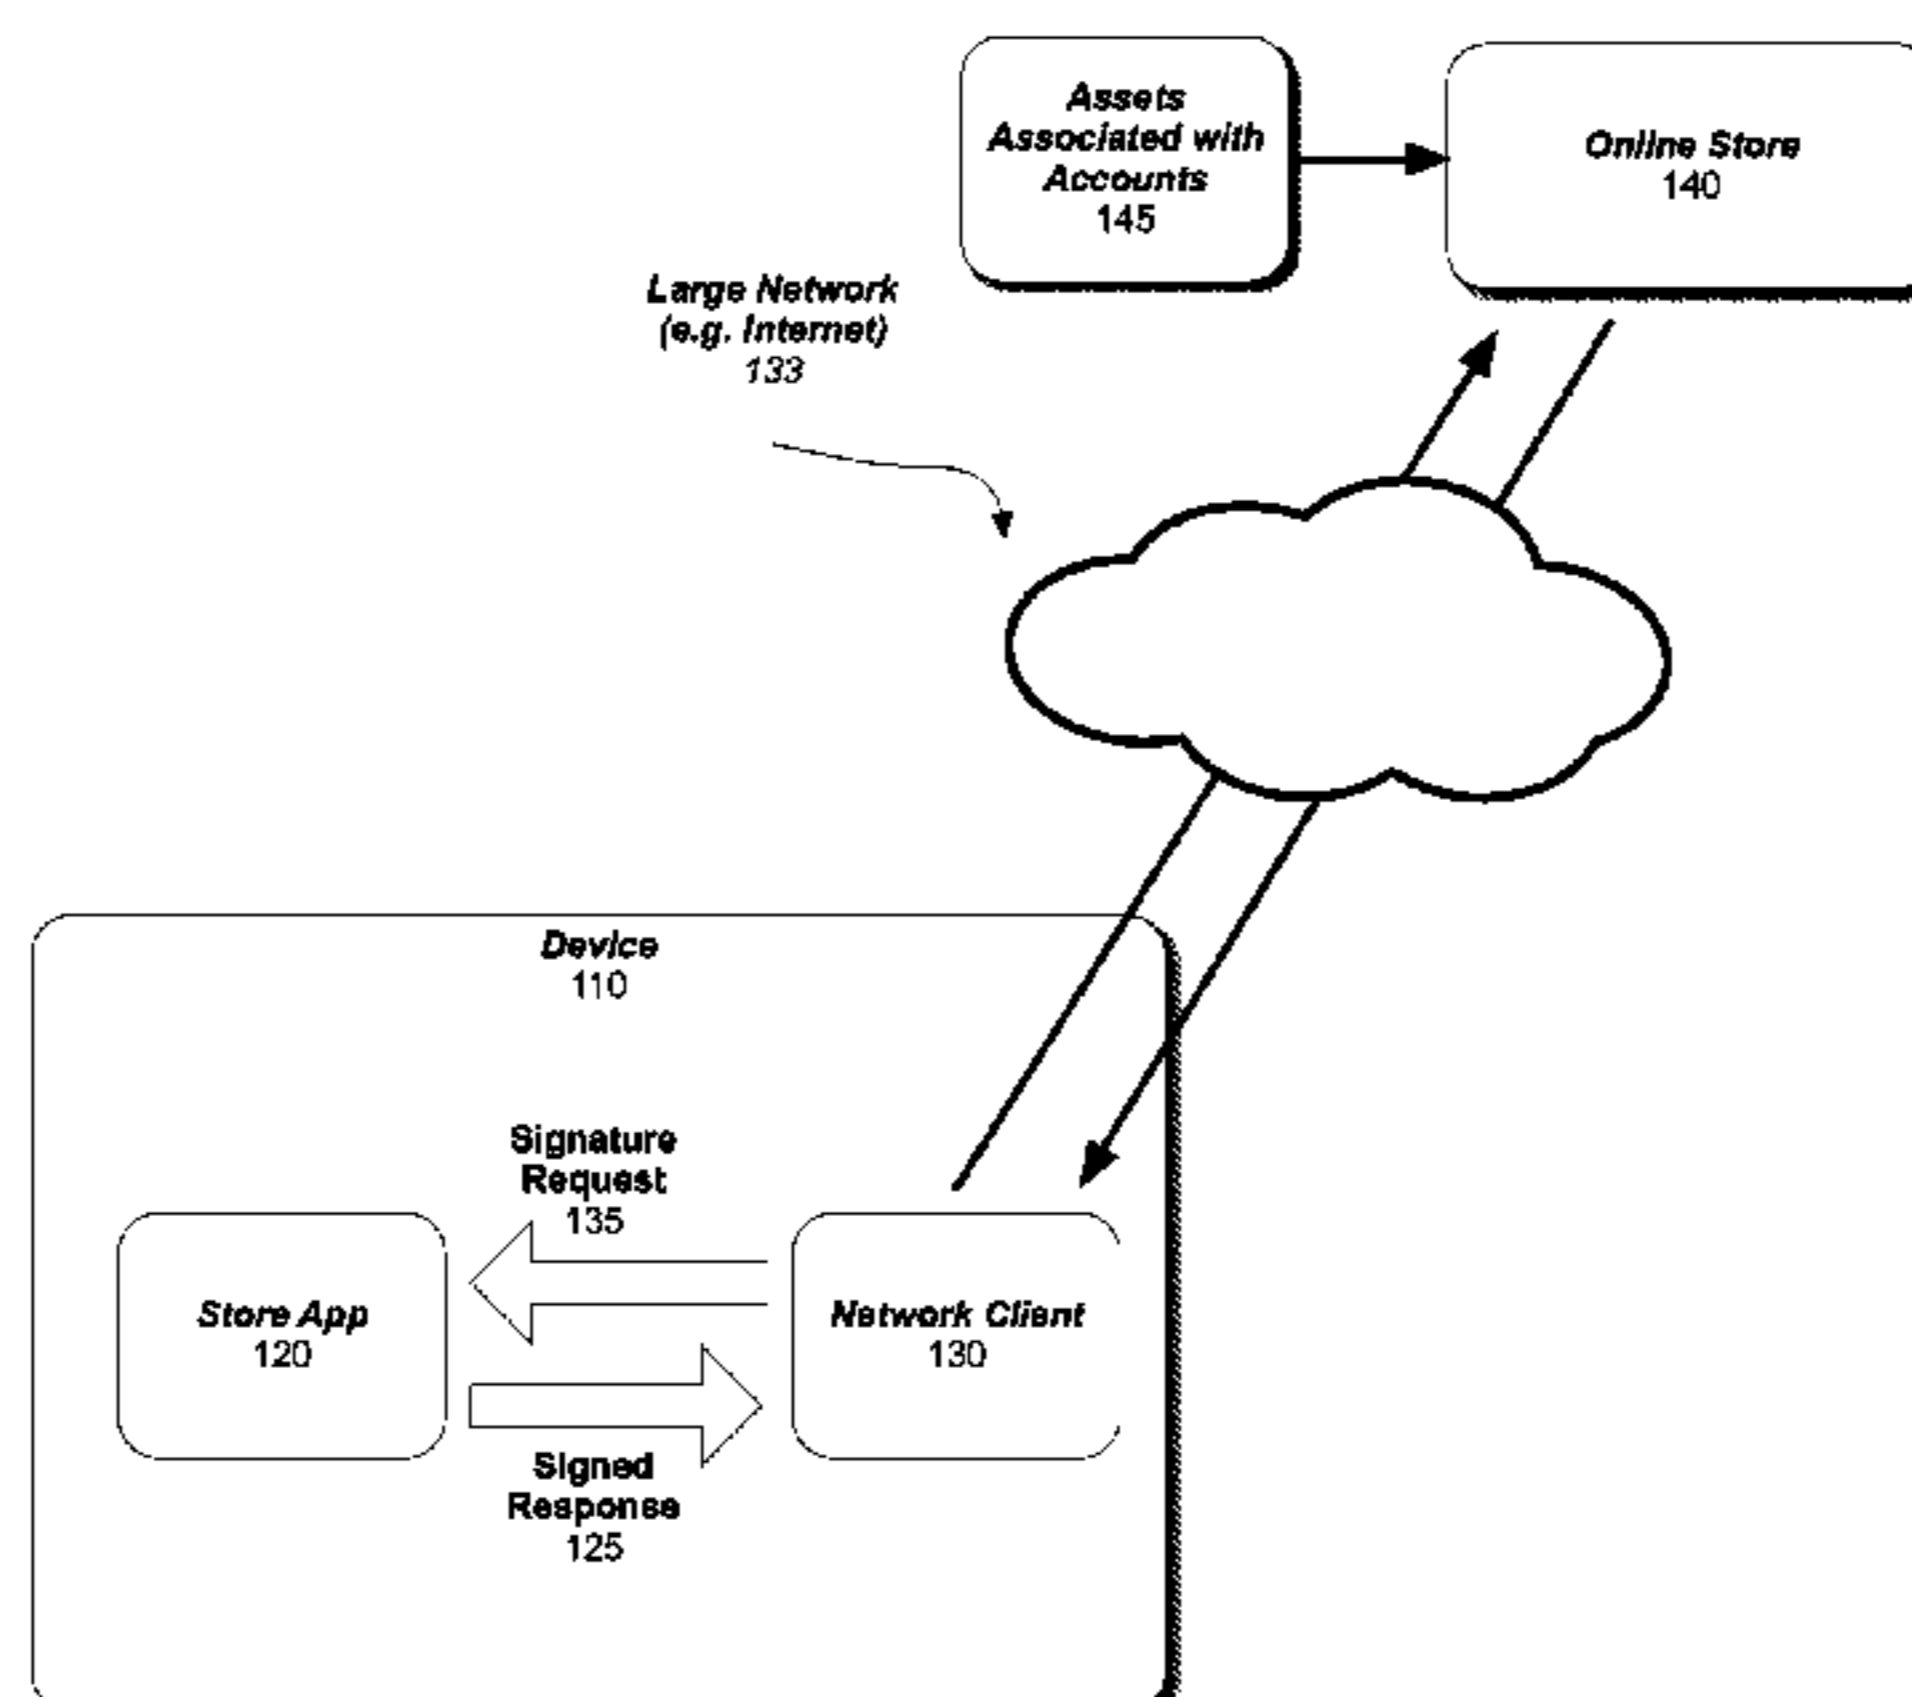 Assets
Associated with
Accounts
145
Online Store
140
Large Network
(e.g. Internet)
133
Device
110
Signature
Request
135
Store App
120
Network Client
130
Signed
Response
125